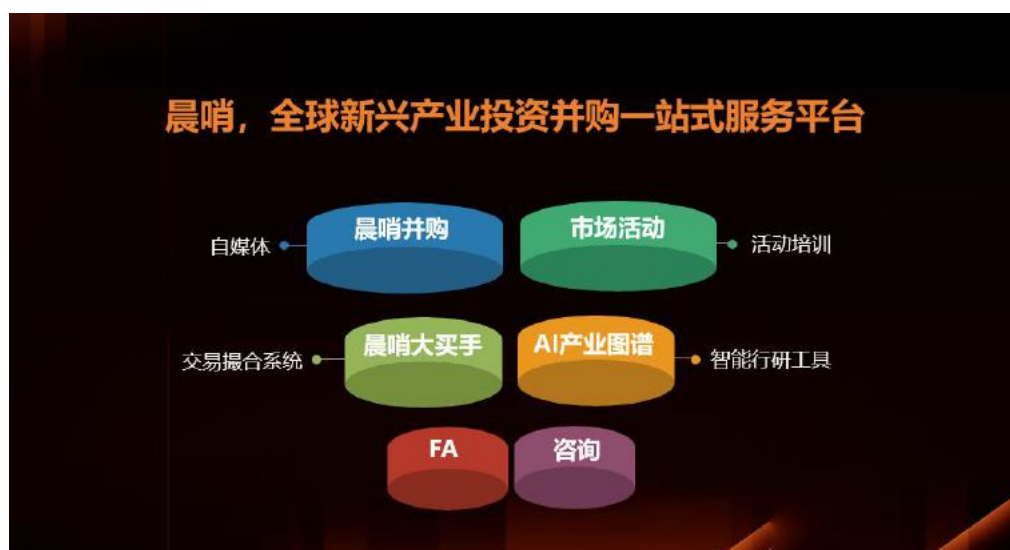 晨哨，全球新兴产业投资并购一站式服务平台
晨哨并购
市场活动
自媒体
活动培训
晨哨大买手
AI产业图谱
交易撮合系统
智能行研工具
FA
咨询